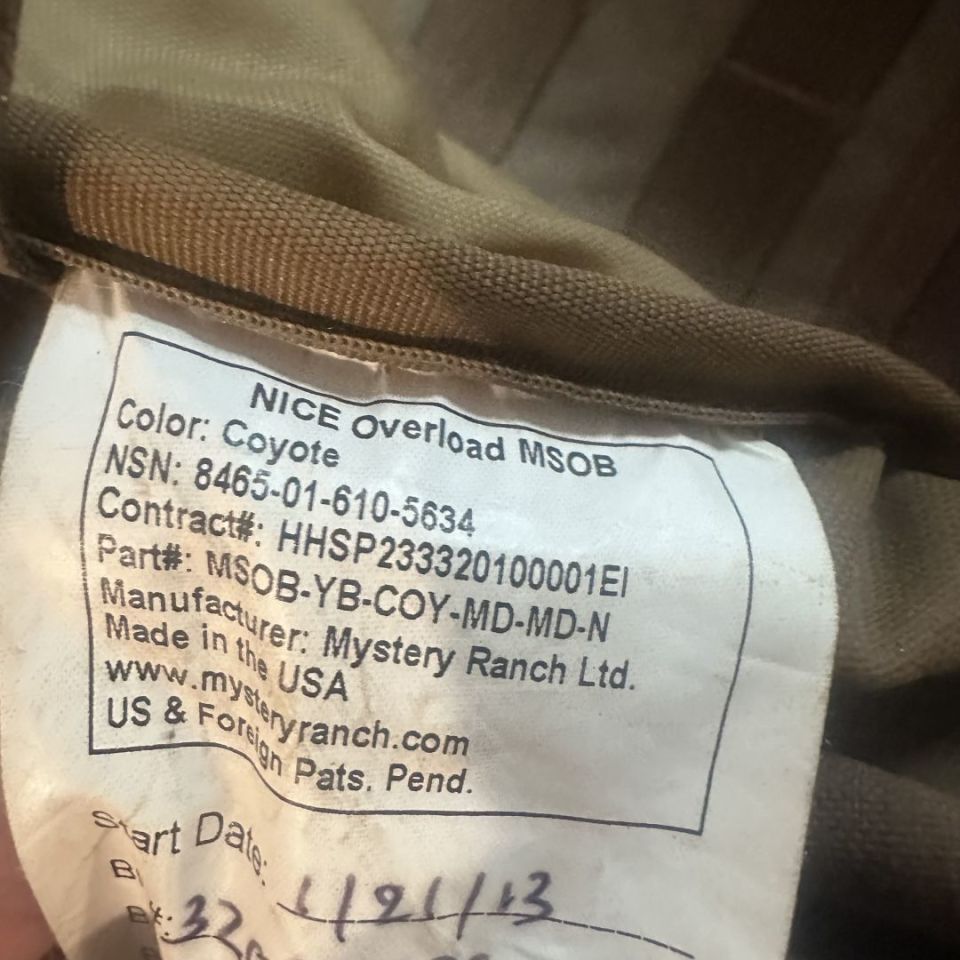 NICE Overload MSOB
Color: Coyote
NSN: 8465-01-610-5634
Contract#: HHSP233320100001EI
Part#: MSOB-YB-COY-MD-MD-N
Manufacturer: Mystery Ranch Ltd.
Made in the USA
www.mysteryranch.com
US & Foreign Pats. Pend.
Start Date: 1/21/13